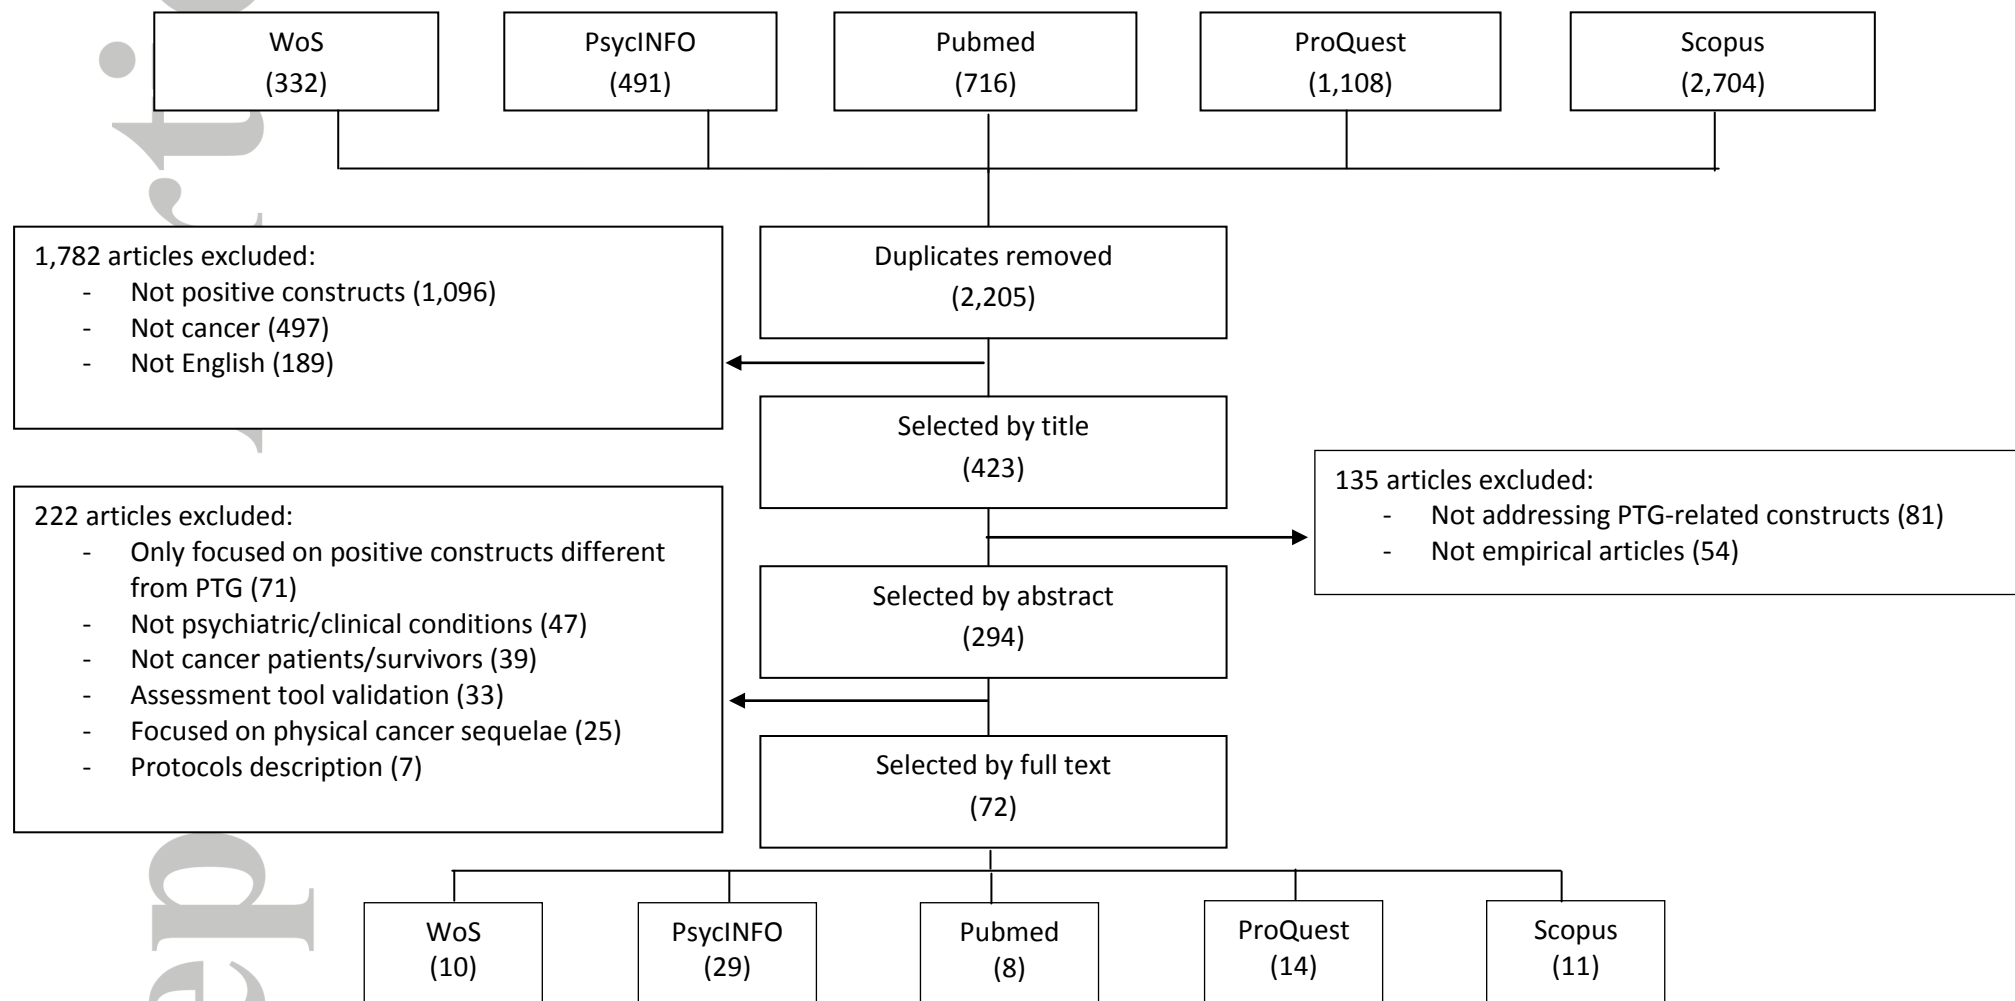 WoS
(332)
PsycINFO
(491)
Pubmed
(716)
ProQuest
(1,108)
Scopus
(2,704)
Duplicates removed
(2,205)
1,782 articles excluded:
- Not positive constructs (1,096)
- Not cancer (497)
- Not English (189)
Selected by title
(423)
135 articles excluded:
- Not addressing PTG-related constructs (81)
- Not empirical articles (54)
Selected by abstract
(294)
222 articles excluded:
- Only focused on positive constructs different
from PTG (71)
- Not psychiatric/clinical conditions (47)
- Not cancer patients/survivors (39)
- Assessment tool validation (33)
- Focused on physical cancer sequelae (25)
- Protocols description (7)
Selected by full text
(72)
WoS
(10)
PsycINFO
(29)
Pubmed
(8)
ProQuest
(14)
Scopus
(11)